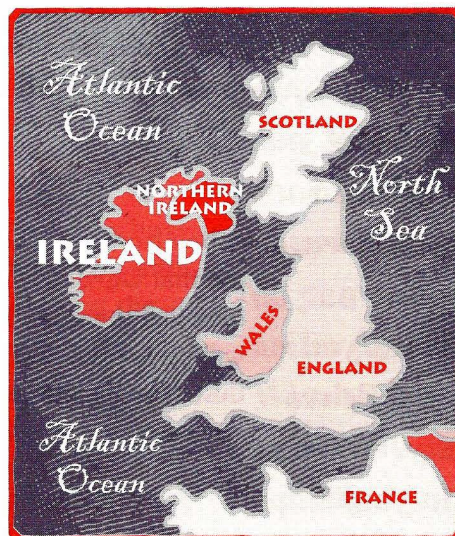 Atlantic
Ocean
SCOTLAND
North
Sea
NORTHERN
IRELAND
IRELAND
WALES
ENGLAND
Atlantic
Ocean
FRANCE